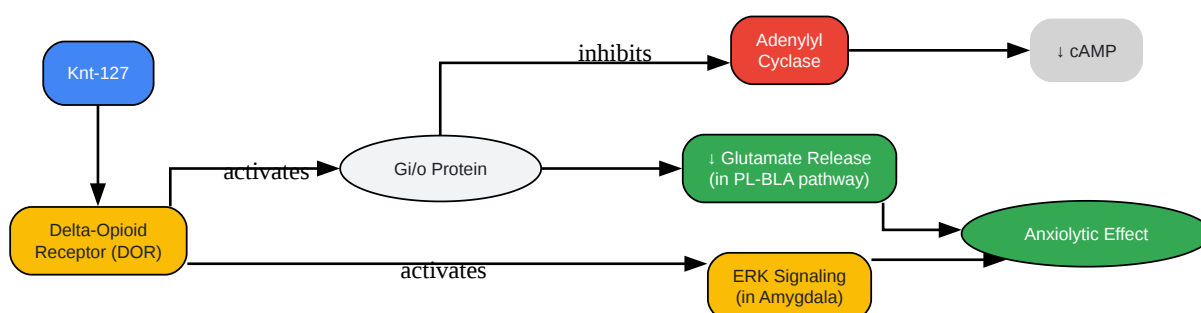 Knt-127
inhibits
Adenylyl
Cyclase
↓ cAMP
activates
Gi/o Protein
↓ Glutamate Release
(in PL-BLA pathway)
Delta-Opioid
Receptor (DOR)
Anxiolytic Effect
activates
ERK Signaling
(in Amygdala)